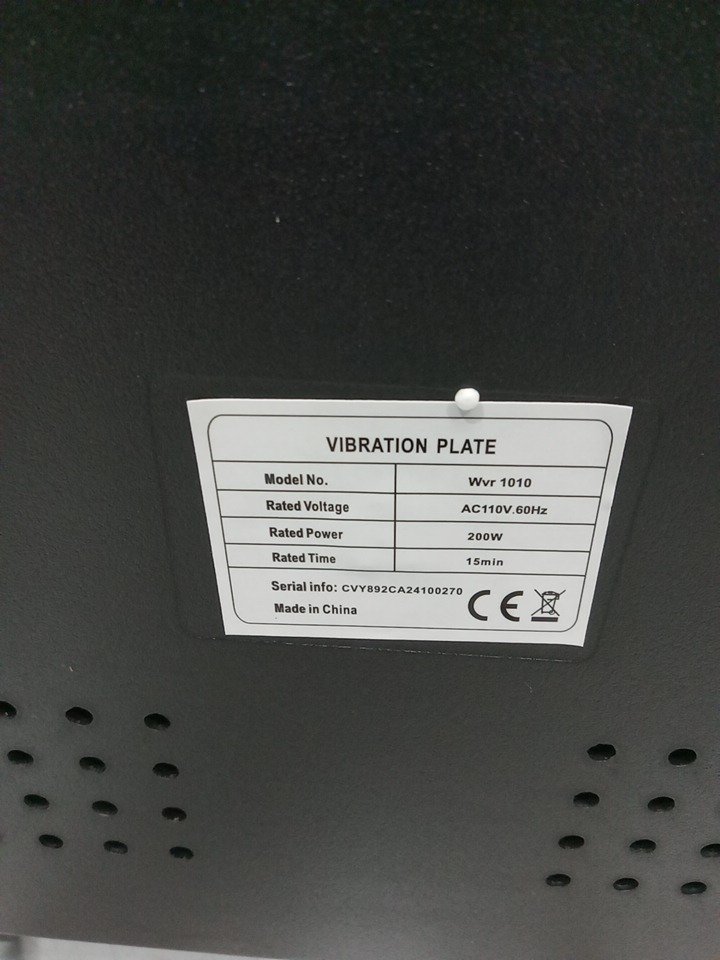 VIBRATION PLATE
Model No. Wvr 1010
Rated Voltage AC110V.60Hz
Rated Power 200W
Rated Time 15min
Serial info: CVY892CA24100270
Made in China
CE